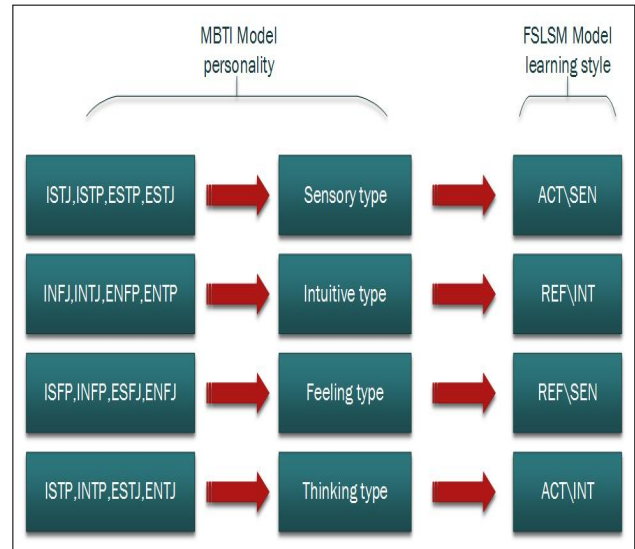 MBTI Model
personality
FSLSM Model
learning style
ISTJ,ISTP,ESTP,ESTJ
Sensory type
ACT\SEN
INFJ,INTJ,ENFP,ENTP
Intuitive type
REF\INT
ISFP,INFP,ESFJ,ENFJ
Feeling type
REF\SEN
ISTP,INTP,ESTJ,ENTJ
Thinking type
ACT\INT